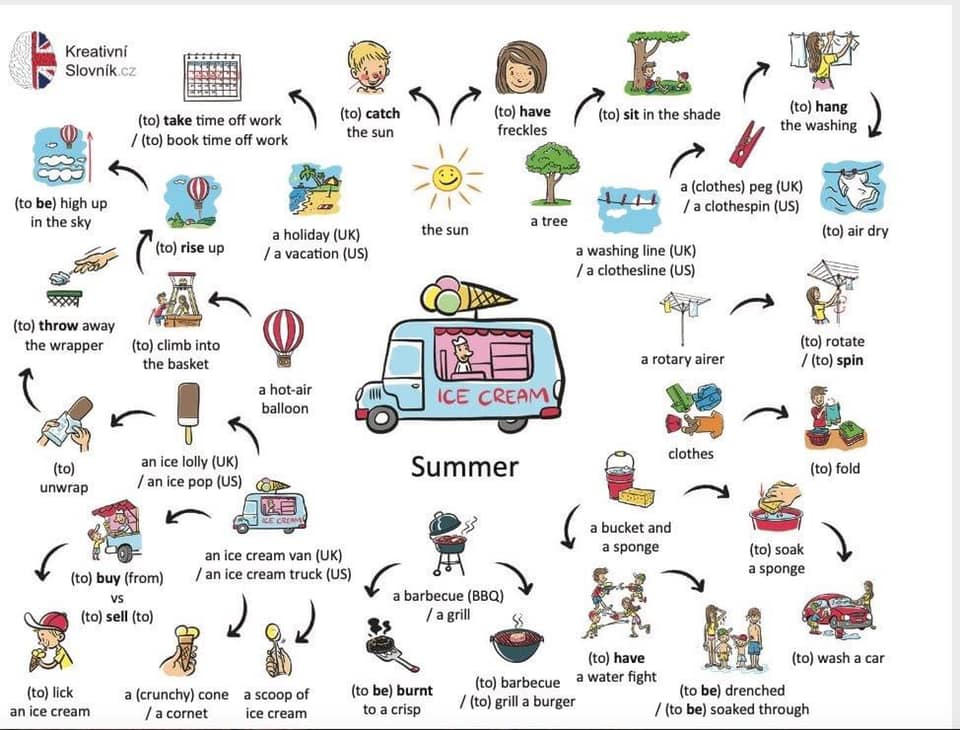 Kreativní
Slovník.cz
(to) take time off work
/ (to) book time off work
(to) catch
the sun
(to) have
freckles
(to) sit in the shade
(to) hang
the washing
(to be) high up
in the sky
(to) rise up
a holiday (UK)
/ a vacation (US)
the sun
a tree
a (clothes) peg (UK)
/ a clothespin (US)
a washing line (UK)
/ a clothesline (US)
(to) air dry
(to) throw away
the wrapper
(to) climb into
the basket
a hot-air
balloon
ICE CREAM
a rotary airer
(to) rotate
/ (to) spin
(to)
unwrap
an ice lolly (UK)
/ an ice pop (US)
Summer
clothes
(to) fold
ICE CREAM
(to) buy (from)
vs
(to) sell (to)
an ice cream van (UK)
/ an ice cream truck (US)
a barbecue (BBQ)
/ a grill
a bucket and
a sponge
(to) soak
a sponge
(to) lick
an ice cream
a (crunchy) cone
/ a cornet
a scoop of
ice cream
(to be) burnt
to a crisp
(to) barbecue
/ (to) grill a burger
(to) have
a water fight
(to be) drenched
/ (to be) soaked through
(to) wash a car